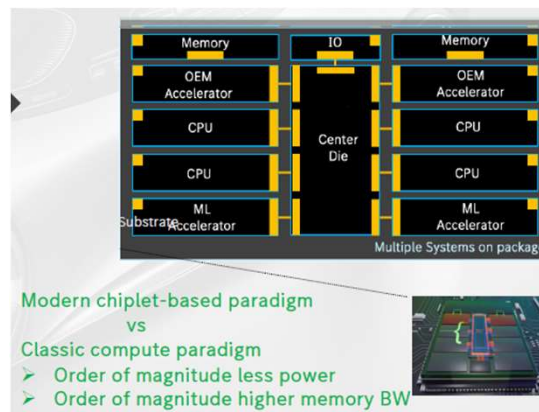 Memory
IO
Memory
OEM
Accelerator
OEM
Accelerator
CPU
Center
Die
CPU
CPU
CPU
ML
Accelerator
ML
Accelerator
Substrate
Multiple Systems on packag
Modern chiplet-based paradigm
vs
Classic compute paradigm
➢ Order of magnitude less power
➢ Order of magnitude higher memory BW